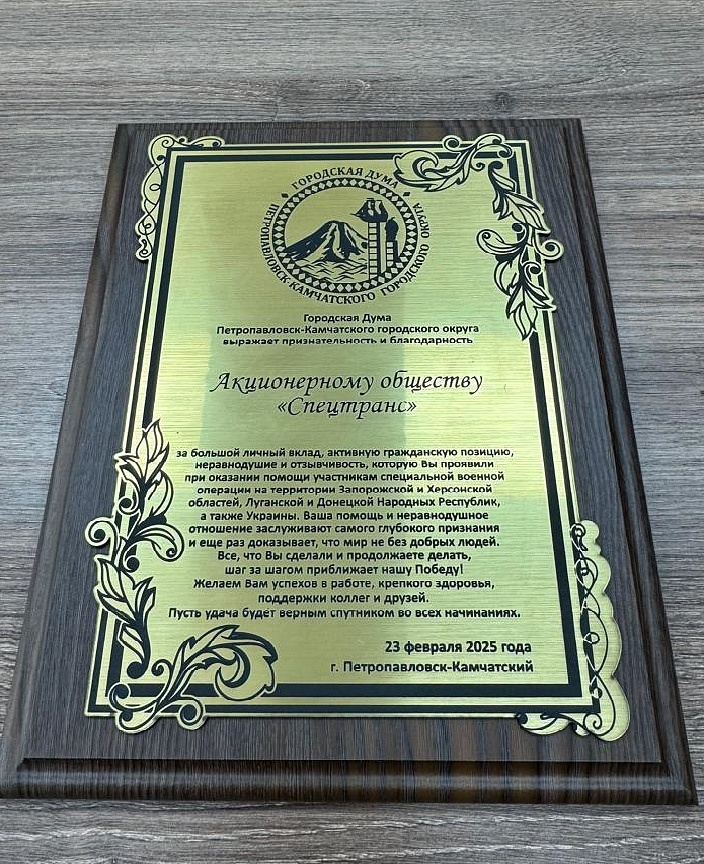 ГОРОДСКАЯ ДУМА
ПЕТРОПАВЛОВСК-КАМЧАТСКОГО ГОРОДСКОГО ОКРУГА
Городская Дума
Петропавловск-Камчатского городского округа
выражает признательность и благодарность
Акционерному обществу
«Спецтранс»
за большой личный вклад, активную гражданскую позицию,
неравнодушие и отзывчивость, которую Вы проявили
при оказании помощи участникам специальной военной
операции на территории Запорожской и Херсонской
областей, Луганской и Донецкой Народных Республик,
а также Украины. Ваша помощь и неравнодушное
отношение заслуживают самого глубокого признания
и еще раз доказывает, что мир не без добрых людей.
Все, что Вы сделали и продолжаете делать,
шаг за шагом приближает нашу Победу!
Желаем Вам успехов в работе, крепкого здоровья,
поддержки коллег и друзей.
Пусть удача будет верным спутником во всех начинаниях.
23 февраля 2025 года
г. Петропавловск-Камчатский